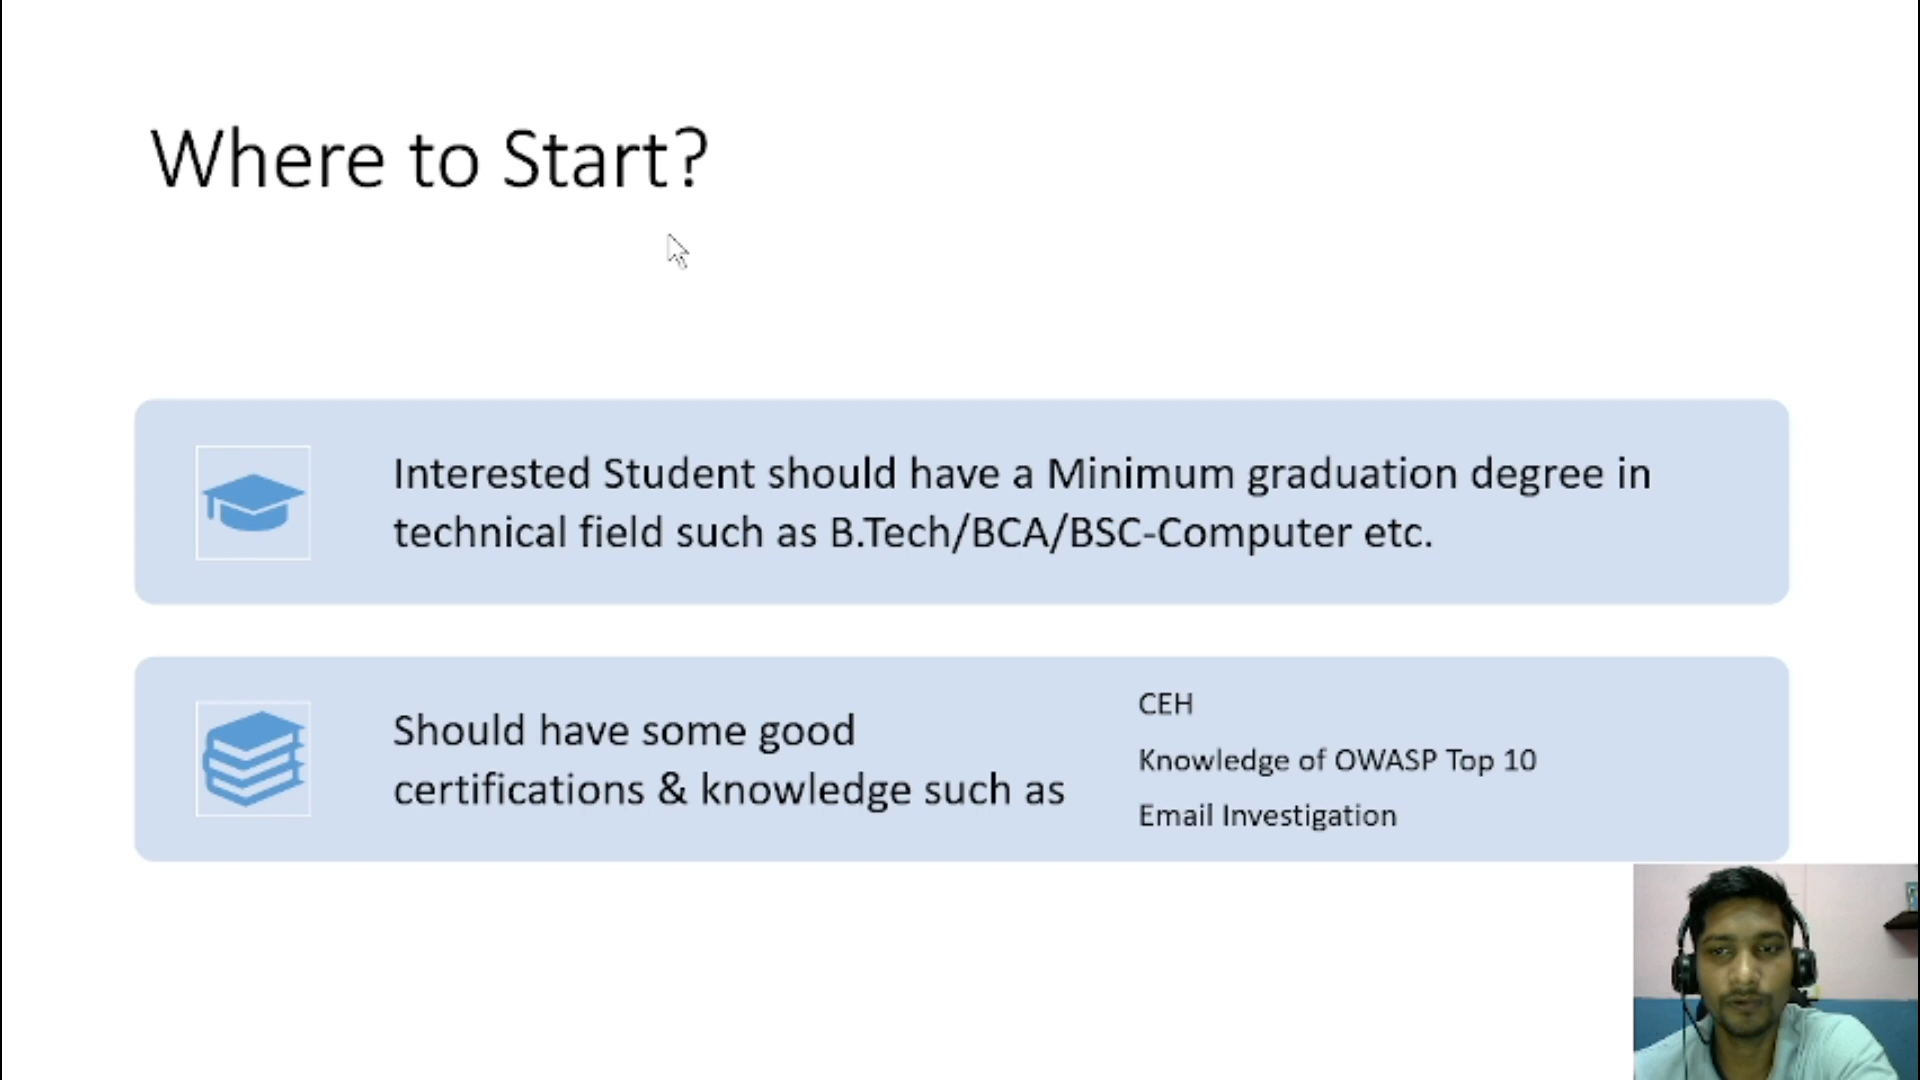 Where to Start?
Interested Student should have a Minimum graduation degree in
technical field such as B.Tech/BCA/BSC-Computer etc.
Should have some good
certifications & knowledge such as
CEH
Knowledge of OWASP Top 10
Email Investigation